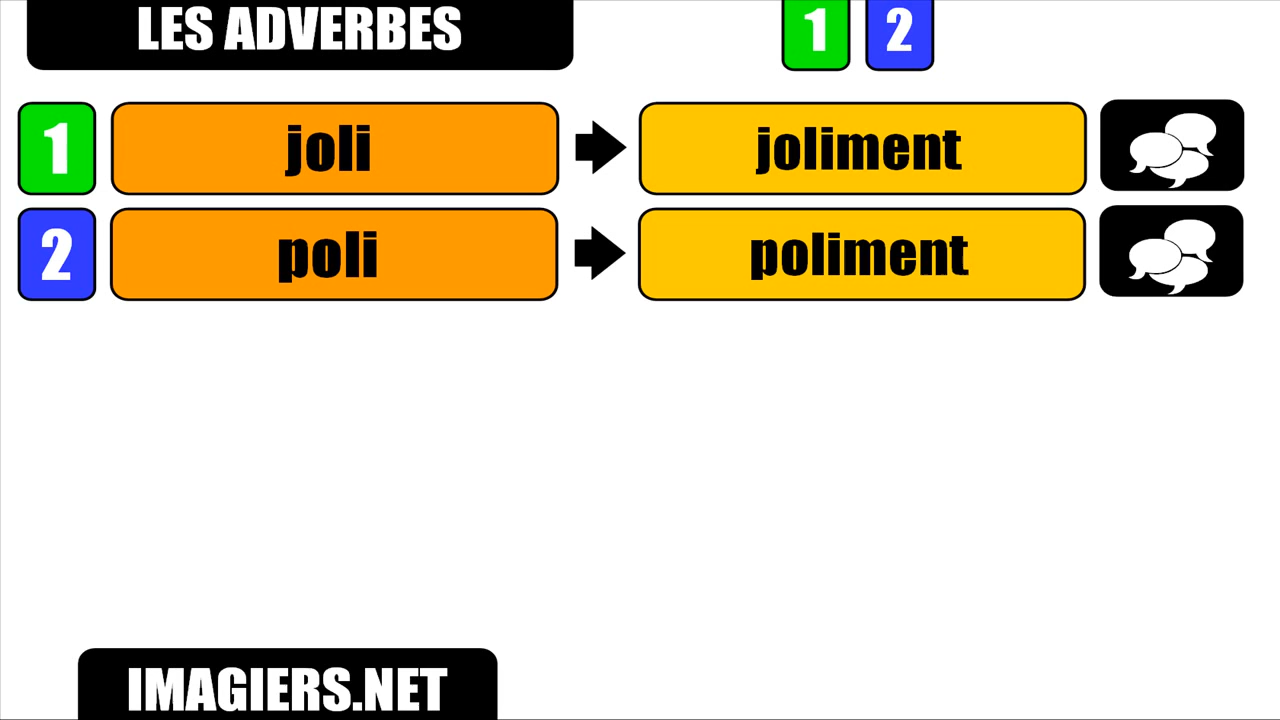 LES ADVERBES
1 2
1 joli joliment
2 poli poliment
IMAGIERS.NET